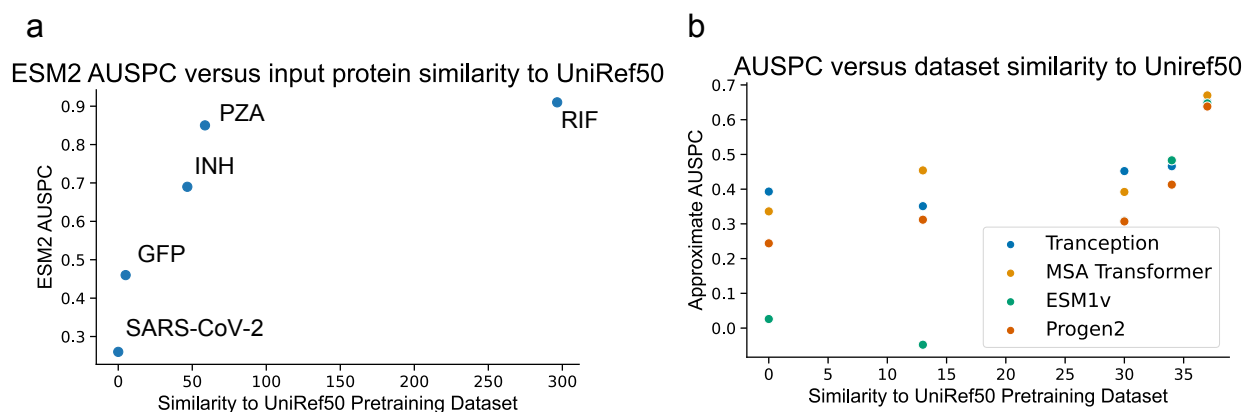 a
ESM2 AUSPC versus input protein similarity to UniRef50
ESM2 AUSPC
0.9
0.8
0.7
0.6
0.5
0.4
0.3
PZA
RIF
INH
GFP
SARS-CoV-2
0
50
100
150
200
250
300
Similarity to UniRef50 Pretraining Dataset
b
AUSPC versus dataset similarity to Uniref50
Approximate AUSPC
0.7
0.6
0.5
0.4
0.3
0.2
0.1
0.0
Tranception
MSA Transformer
ESM1v
Progen2
0
5
10
15
20
25
30
35
Similarity to UniRef50 Pretraining Dataset